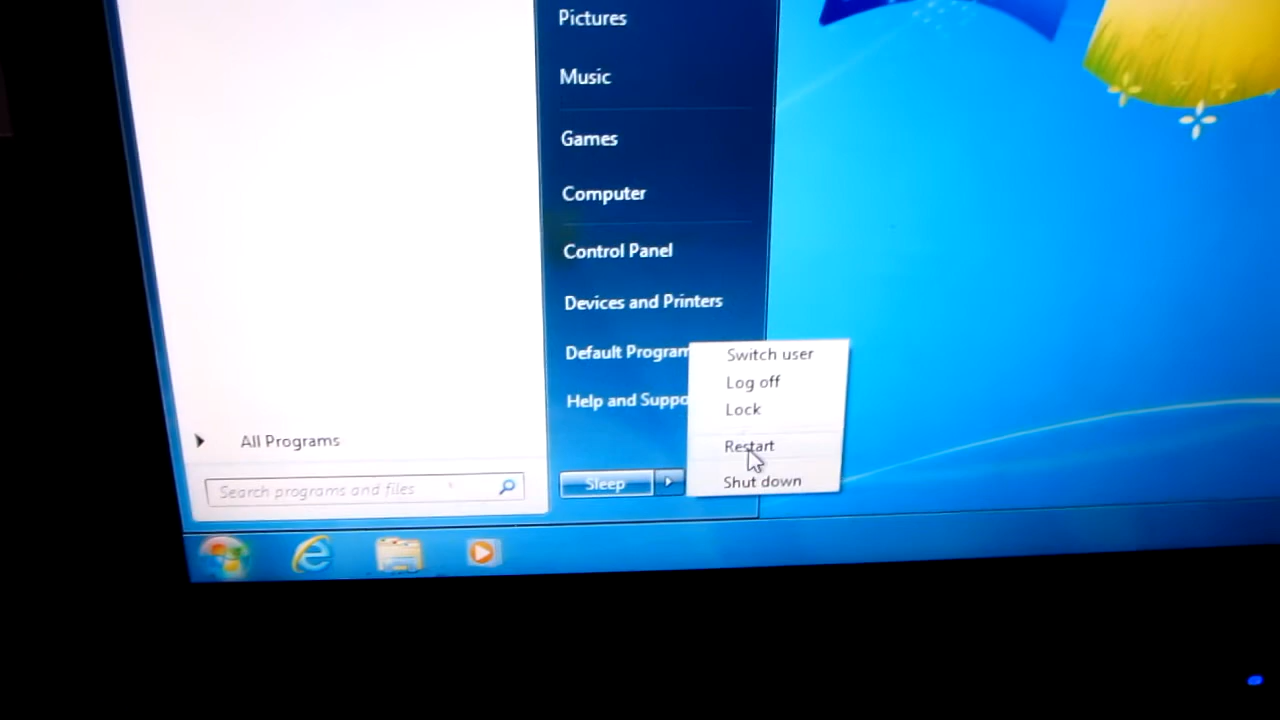 Pictures
Music
Games
Computer
Control Panel
Devices and Printers
Default Program
Help and Suppo
Switch user
Log off
Lock
Restart
Shut down
All Programs
Search programs and files
Sleep